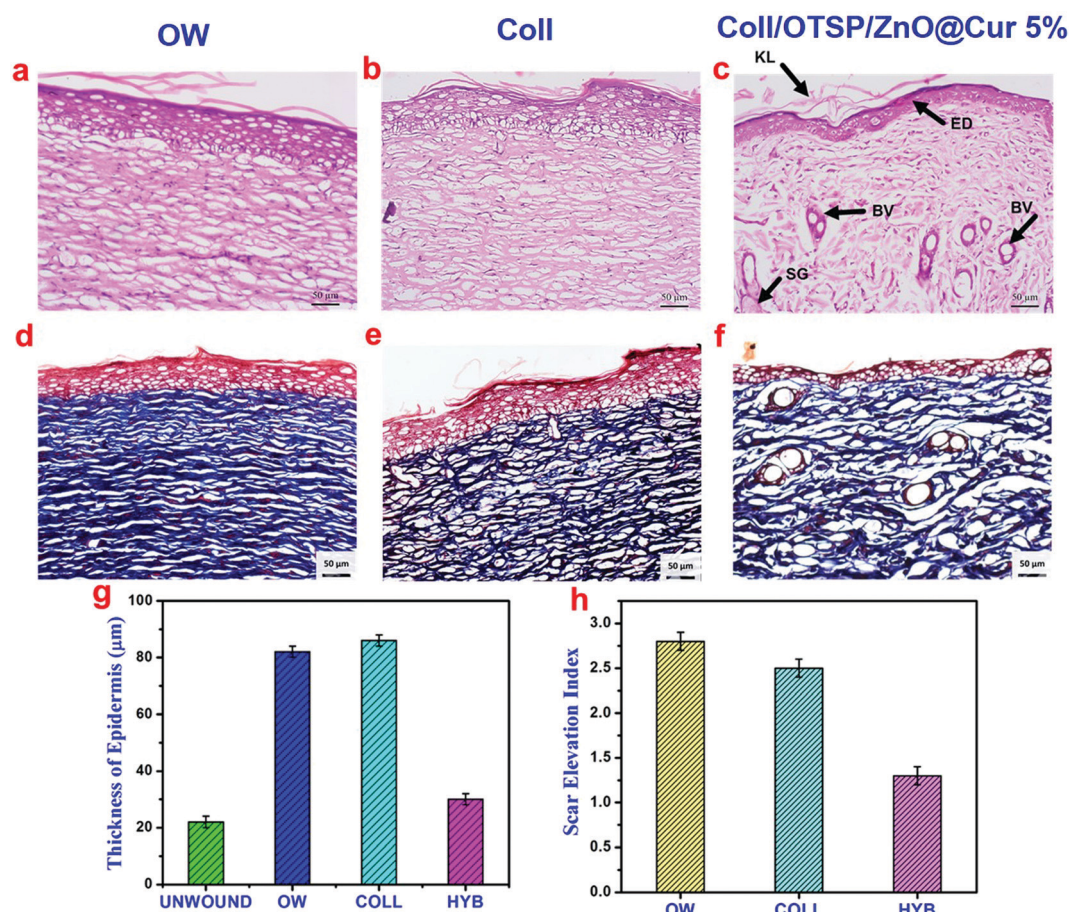 OW
Coll
Coll/OTSP/ZnO@Cur 5%
a
b
c
KL
ED
BV
BV
SG
50 µm
50 µm
50 µm
d
e
f
50 µm
50 µm
50 µm
g
Thickness of Epidermis (µm)
100
80
60
40
20
0
UNWOUND OW COLL HYB
h
Scar Elevation Index
3.0
2.5
2.0
1.5
1.0
0.5
0.0
OW COLL HYB